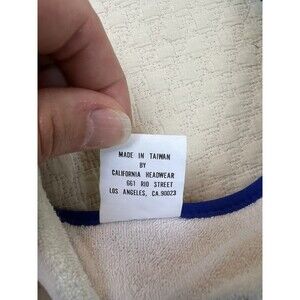 MADE IN TAIWAN
BY
CALIFORNIA HEADWEAR
661 RIO STREET
LOS ANGELES, CA.90023